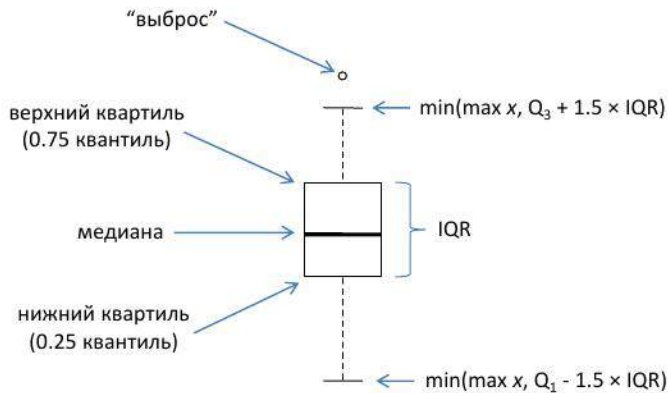 “выброс”
min(max x, Q₃ + 1.5 × IQR)
верхний квартиль
(0.75 квантиль)
медиана
IQR
нижний квартиль
(0.25 квантиль)
min(max x, Q₁ - 1.5 × IQR)